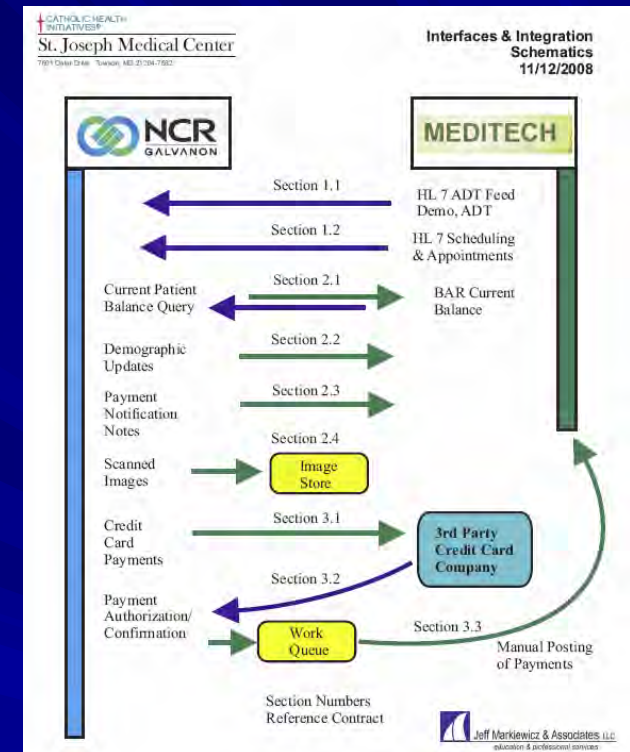 CATHOLIC HEALTH
INITIATIVES®
St. Joseph Medical Center
Interfaces & Integration
Schematics
11/12/2008
NCR
GALVANON
MEDITECH
Section 1.1
HL 7 ADT Feed
Demo, ADT
Section 1.2
HL 7 Scheduling
& Appointments
Section 2.1
Current Patient
Balance Query
BAR Current
Balance
Section 2.2
Demographic
Updates
Section 2.3
Payment
Notification
Notes
Section 2.4
Scanned
Images
Image
Store
Section 3.1
Credit
Card
Payments
3rd Party
Credit Card
Company
Section 3.2
Payment
Authorization/
Confirmation
Work
Queue
Section 3.3
Manual Posting
of Payments
Section Numbers
Reference Contract
Jeff Markiewicz & Associates LLC
education & professional services